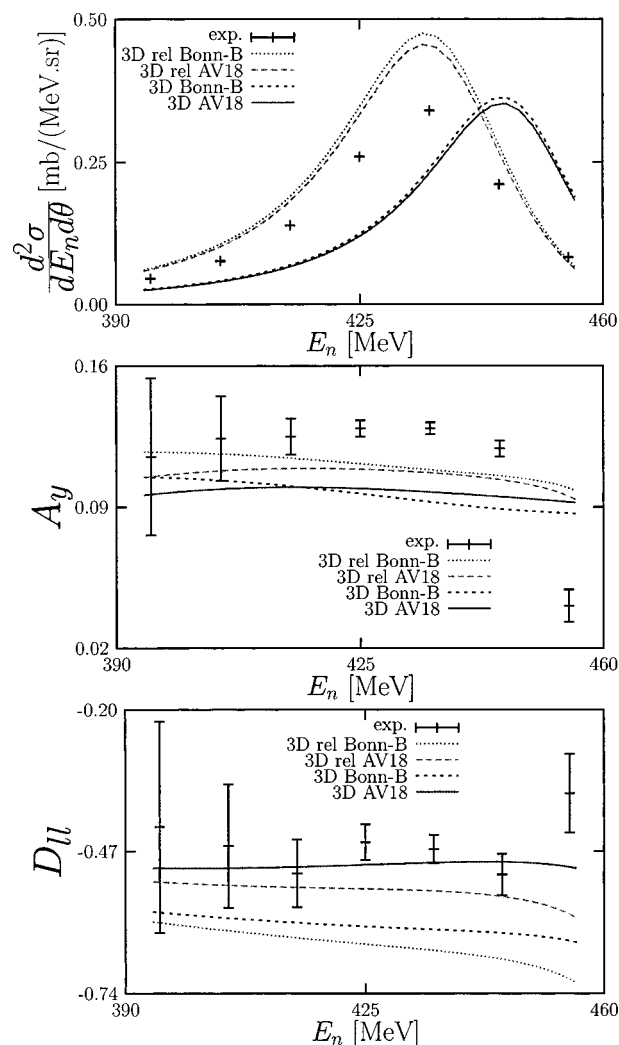 d²σ/dE_n dθ [mb/(MeV.sr)]
0.50
0.25
0.00
exp.
3D rel Bonn-B
3D rel AV18
3D Bonn-B
3D AV18
390 425 460
E_n [MeV]
A_y
0.16
0.09
0.02
exp.
3D rel Bonn-B
3D rel AV18
3D Bonn-B
3D AV18
390 425 460
E_n [MeV]
D_ll
-0.20
-0.47
-0.74
exp.
3D rel Bonn-B
3D rel AV18
3D Bonn-B
3D AV18
390 425 460
E_n [MeV]